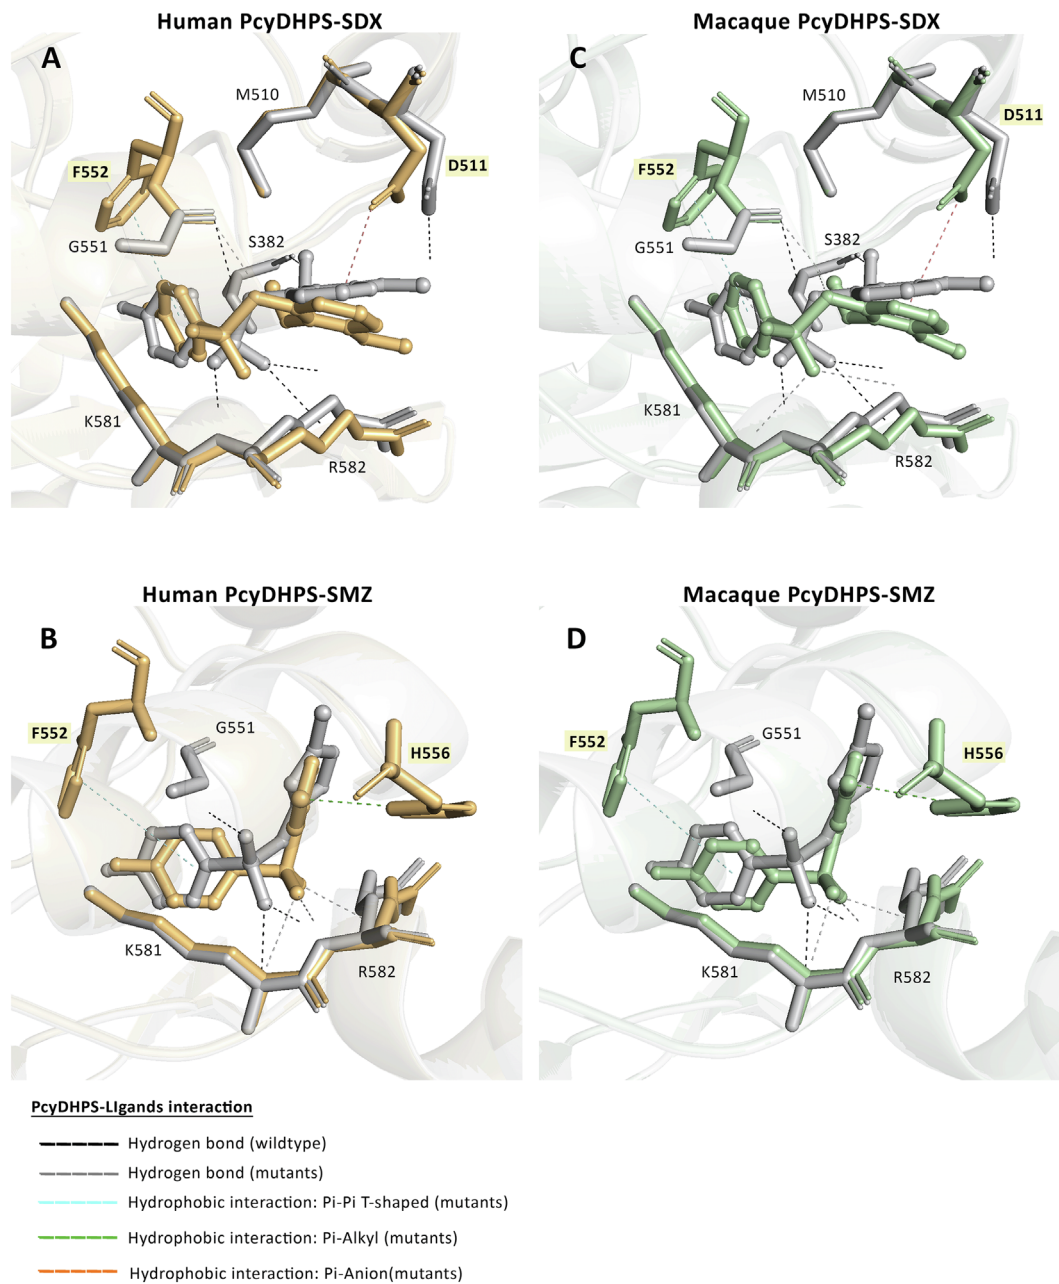 Human PcyDHPS-SDX
Macaque PcyDHPS-SDX
A
M510
F552
D511
G551
S382
K581
R582
C
M510
D511
F552
S382
G551
K581
R582
Human PcyDHPS-SMZ
Macaque PcyDHPS-SMZ
B
G551
F552
H556
K581
R582
D
G551
F552
H556
K581
R582
PcyDHPS-LIgands interaction
Hydrogen bond (wildtype)
Hydrogen bond (mutants)
Hydrophobic interaction: Pi-Pi T-shaped (mutants)
Hydrophobic interaction: Pi-Alkyl (mutants)
Hydrophobic interaction: Pi-Anion(mutants)